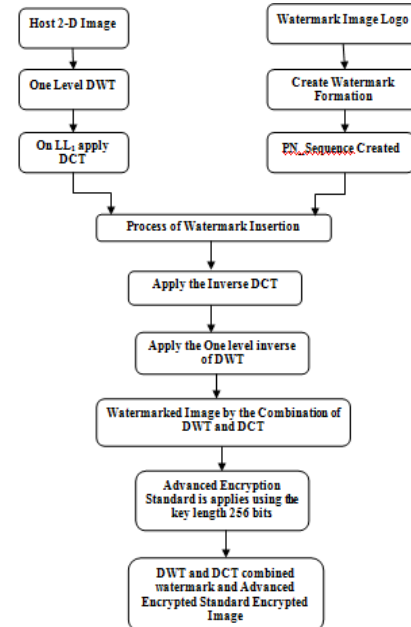 Host 2-D Image
Watermark Image Logo
One Level DWT
Create Watermark
Formation
On LL₁ apply
DCT
PN_Sequence Created
Process of Watermark Insertion
Apply the Inverse DCT
Apply the One level inverse
of DWT
Watermarked Image by the Combination of
DWT and DCT
Advanced Encryption
Standard is applies using the
key length 256 bits
DWT and DCT combined
watermark and Advanced
Encrypted Standard Encrypted
Image